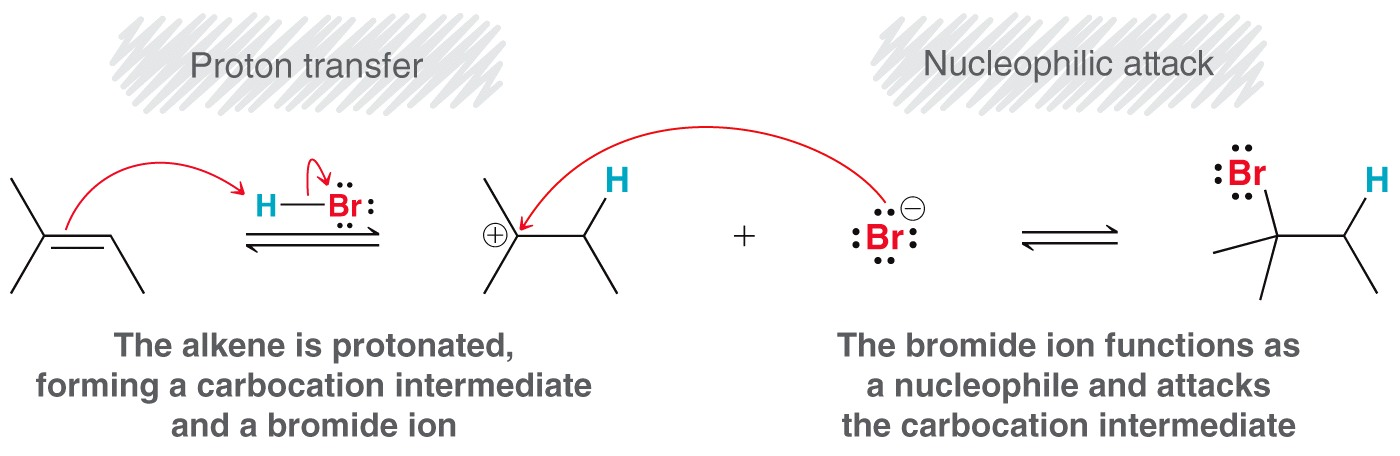 Proton transfer
Nucleophilic attack
H Br
⊕ H
+
Br ⊖
Br H
The alkene is protonated,
forming a carbocation intermediate
and a bromide ion
The bromide ion functions as
a nucleophile and attacks
the carbocation intermediate